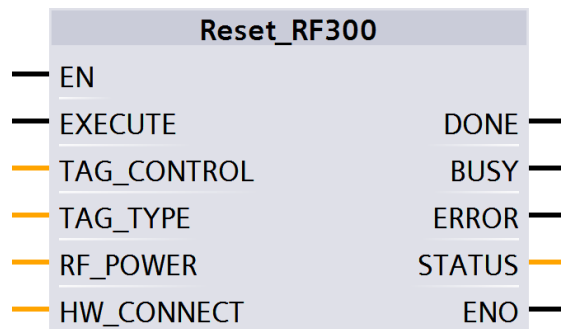 Reset_RF300
EN
EXECUTE DONE
TAG_CONTROL BUSY
TAG_TYPE ERROR
RF_POWER STATUS
HW_CONNECT ENO